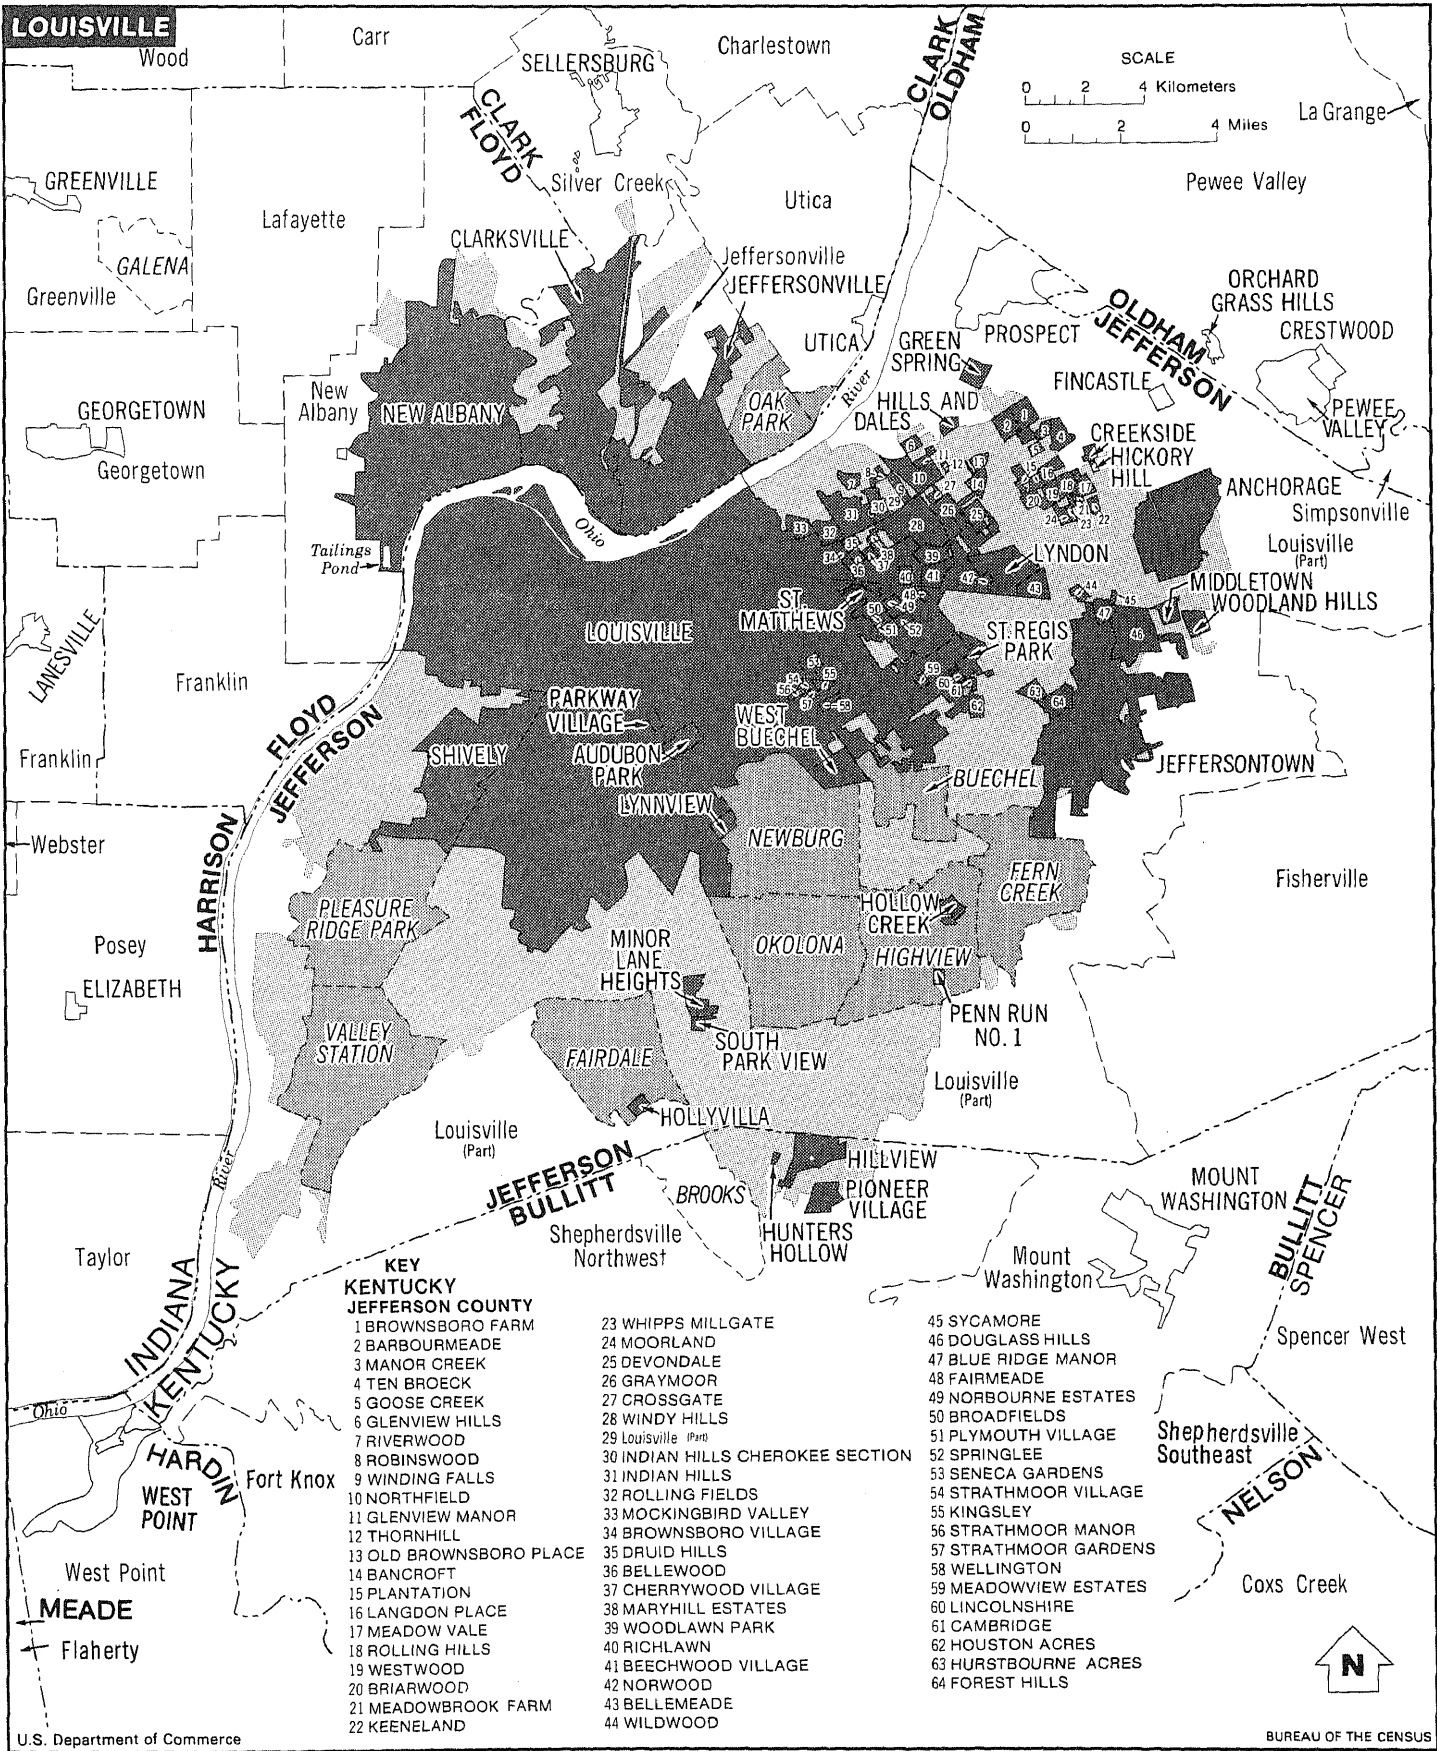 LOUISVILLE
Wood
Carr
SELLERSBURG
Charlestown
CLARK
OLDHAM
SCALE
0 2 4 Kilometers
0 2 4 Miles
La Grange
CLARK
FLOYD
GREENVILLE
Silver Creek
Utica
Pewee Valley
Lafayette
GALENA
Greenville
CLARKSVILLE
Jeffersonville
JEFFERSONVILLE
ORCHARD
GRASS HILLS
CRESTWOOD
OLDHAM
JEFFERSON
UTICA
River
GREEN
SPRING
PROSPECT
FINCASTLE
PEWEE
VALLEY
New
Albany
NEW ALBANY
OAK
PARK
HILLS AND
DALES
GEORGETOWN
Georgetown
CREEKSIDE
HICKORY
HILL
ANCHORAGE
Simpsonville
Louisville
(Part)
Ohio
Tailings
Pond
LYNDON
MIDDLETOWN
WOODLAND HILLS
ST.
MATTHEWS
LOUISVILLE
ST. REGIS
PARK
LANESVILLE
Franklin
FLOYD
JEFFERSON
PARKWAY
VILLAGE
WEST
BUECHEL
AUDUBON
PARK
SHIVELY
Franklin
JEFFERSONTOWN
BUECHEL
LYNNVIEW
NEWBURG
Webster
HARRISON
FERN
CREEK
Fisherville
HOLLOW
CREEK
PLEASURE
RIDGE PARK
OKOLONA
HIGHVIEW
Posey
MINOR
LANE
HEIGHTS
ELIZABETH
PENN RUN
NO. 1
VALLEY
STATION
FAIRDALE
SOUTH
PARK VIEW
Louisville
(Part)
HOLLYVILLA
Louisville
(Part)
JEFFERSON
BULLITT
HILLVIEW
PIONEER
VILLAGE
BROOKS
HUNTERS
HOLLOW
MOUNT
WASHINGTON
BULLITT
SPENCER
River
Shepherdsville
Northwest
Mount
Washington
Taylor
INDIANA
KENTUCKY
Spencer West
Ohio
HARDIN
Fort Knox
WEST
POINT
Shepherdsville
Southeast
NELSON
West Point
MEADE
Flaherty
Coxs Creek
N
KEY
KENTUCKY
JEFFERSON COUNTY
1 BROWNSBORO FARM
2 BARBOURMEADE
3 MANOR CREEK
4 TEN BROECK
5 GOOSE CREEK
6 GLENVIEW HILLS
7 RIVERWOOD
8 ROBINSWOOD
9 WINDING FALLS
10 NORTHFIELD
11 GLENVIEW MANOR
12 THORNHILL
13 OLD BROWNSBORO PLACE
14 BANCROFT
15 PLANTATION
16 LANGDON PLACE
17 MEADOW VALE
18 ROLLING HILLS
19 WESTWOOD
20 BRIARWOOD
21 MEADOWBROOK FARM
22 KEENELAND
23 WHIPPS MILLGATE
24 MOORLAND
25 DEVONDALE
26 GRAYMOOR
27 CROSSGATE
28 WINDY HILLS
29 Louisville (Part)
30 INDIAN HILLS CHEROKEE SECTION
31 INDIAN HILLS
32 ROLLING FIELDS
33 MOCKINGBIRD VALLEY
34 BROWNSBORO VILLAGE
35 DRUID HILLS
36 BELLEWOOD
37 CHERRYWOOD VILLAGE
38 MARYHILL ESTATES
39 WOODLAWN PARK
40 RICHLAWN
41 BEECHWOOD VILLAGE
42 NORWOOD
43 BELLEMEADE
44 WILDWOOD
45 SYCAMORE
46 DOUGLASS HILLS
47 BLUE RIDGE MANOR
48 FAIRMEADE
49 NORBOURNE ESTATES
50 BROADFIELDS
51 PLYMOUTH VILLAGE
52 SPRINGLEE
53 SENECA GARDENS
54 STRATHMOOR VILLAGE
55 KINGSLEY
56 STRATHMOOR MANOR
57 STRATHMOOR GARDENS
58 WELLINGTON
59 MEADOWVIEW ESTATES
60 LINCOLNSHIRE
61 CAMBRIDGE
62 HOUSTON ACRES
63 HURSTBOURNE ACRES
64 FOREST HILLS
U.S. Department of Commerce
BUREAU OF THE CENSUS